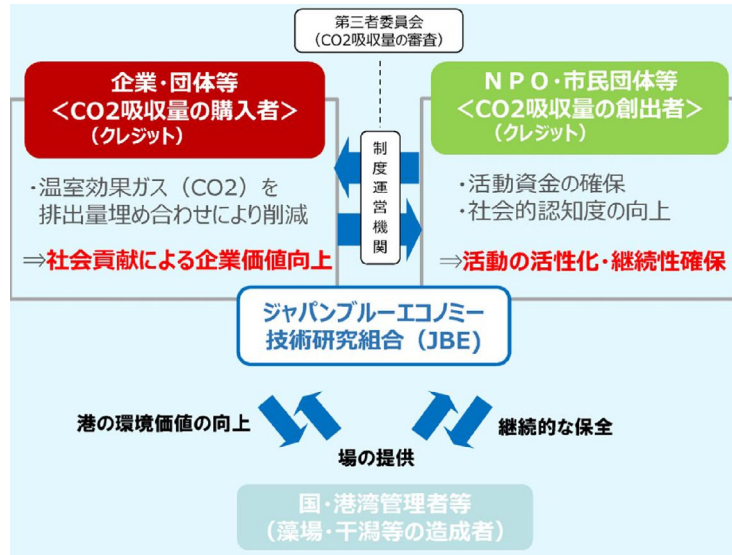 第三者委員会
(CO2吸収量の審査)
企業・団体等
<CO2吸収量の購入者>
(クレジット)
・温室効果ガス(CO2)を
排出量埋め合わせにより削減
⇒社会貢献による企業価値向上
制度運営機関
NPO・市民団体等
<CO2吸収量の創出者>
(クレジット)
・活動資金の確保
・社会的認知度の向上
⇒活動の活性化・継続性確保
ジャパンブルーエコノミー
技術研究組合(JBE)
港の環境価値の向上
継続的な保全
場の提供
国・港湾管理者等
(藻場・干潟等の造成者)